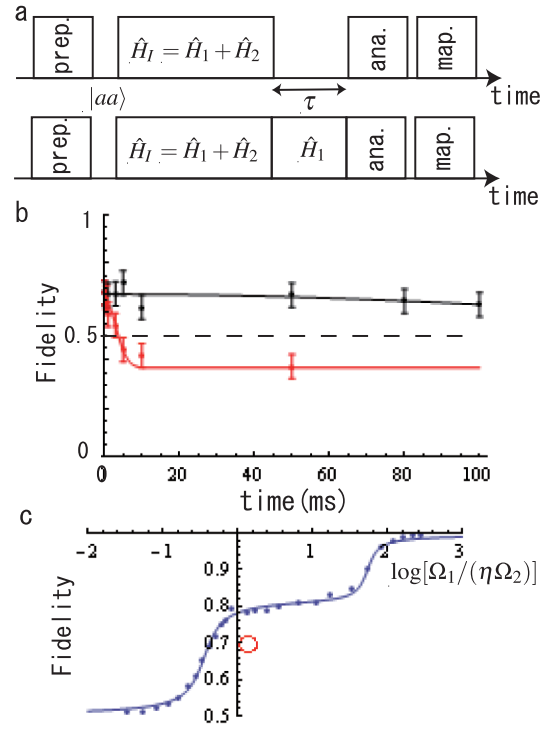 a
prep.
Ĥ_I = Ĥ_1 + Ĥ_2
ana.
map.
time
|aa⟩
τ
prep.
Ĥ_I = Ĥ_1 + Ĥ_2
Ĥ_1
ana.
map.
time
b
1
0.5
0
Fidelity
0 20 40 60 80 100
time(ms)
c
-2 -1 0 1 2 3
log[Ω_1/(ηΩ_2)]
0.9
0.8
0.7
0.6
0.5
Fidelity